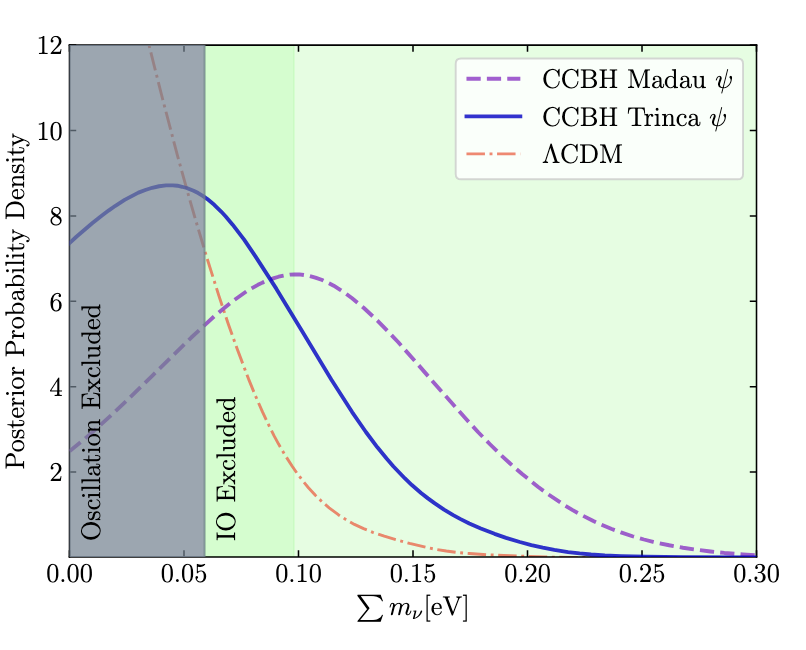 12
10
8
6
4
2
Posterior Probability Density
CCBH Madau ψ
CCBH Trinca ψ
ΛCDM
Oscillation Excluded
IO Excluded
0.00 0.05 0.10 0.15 0.20 0.25 0.30
∑ mν[eV]